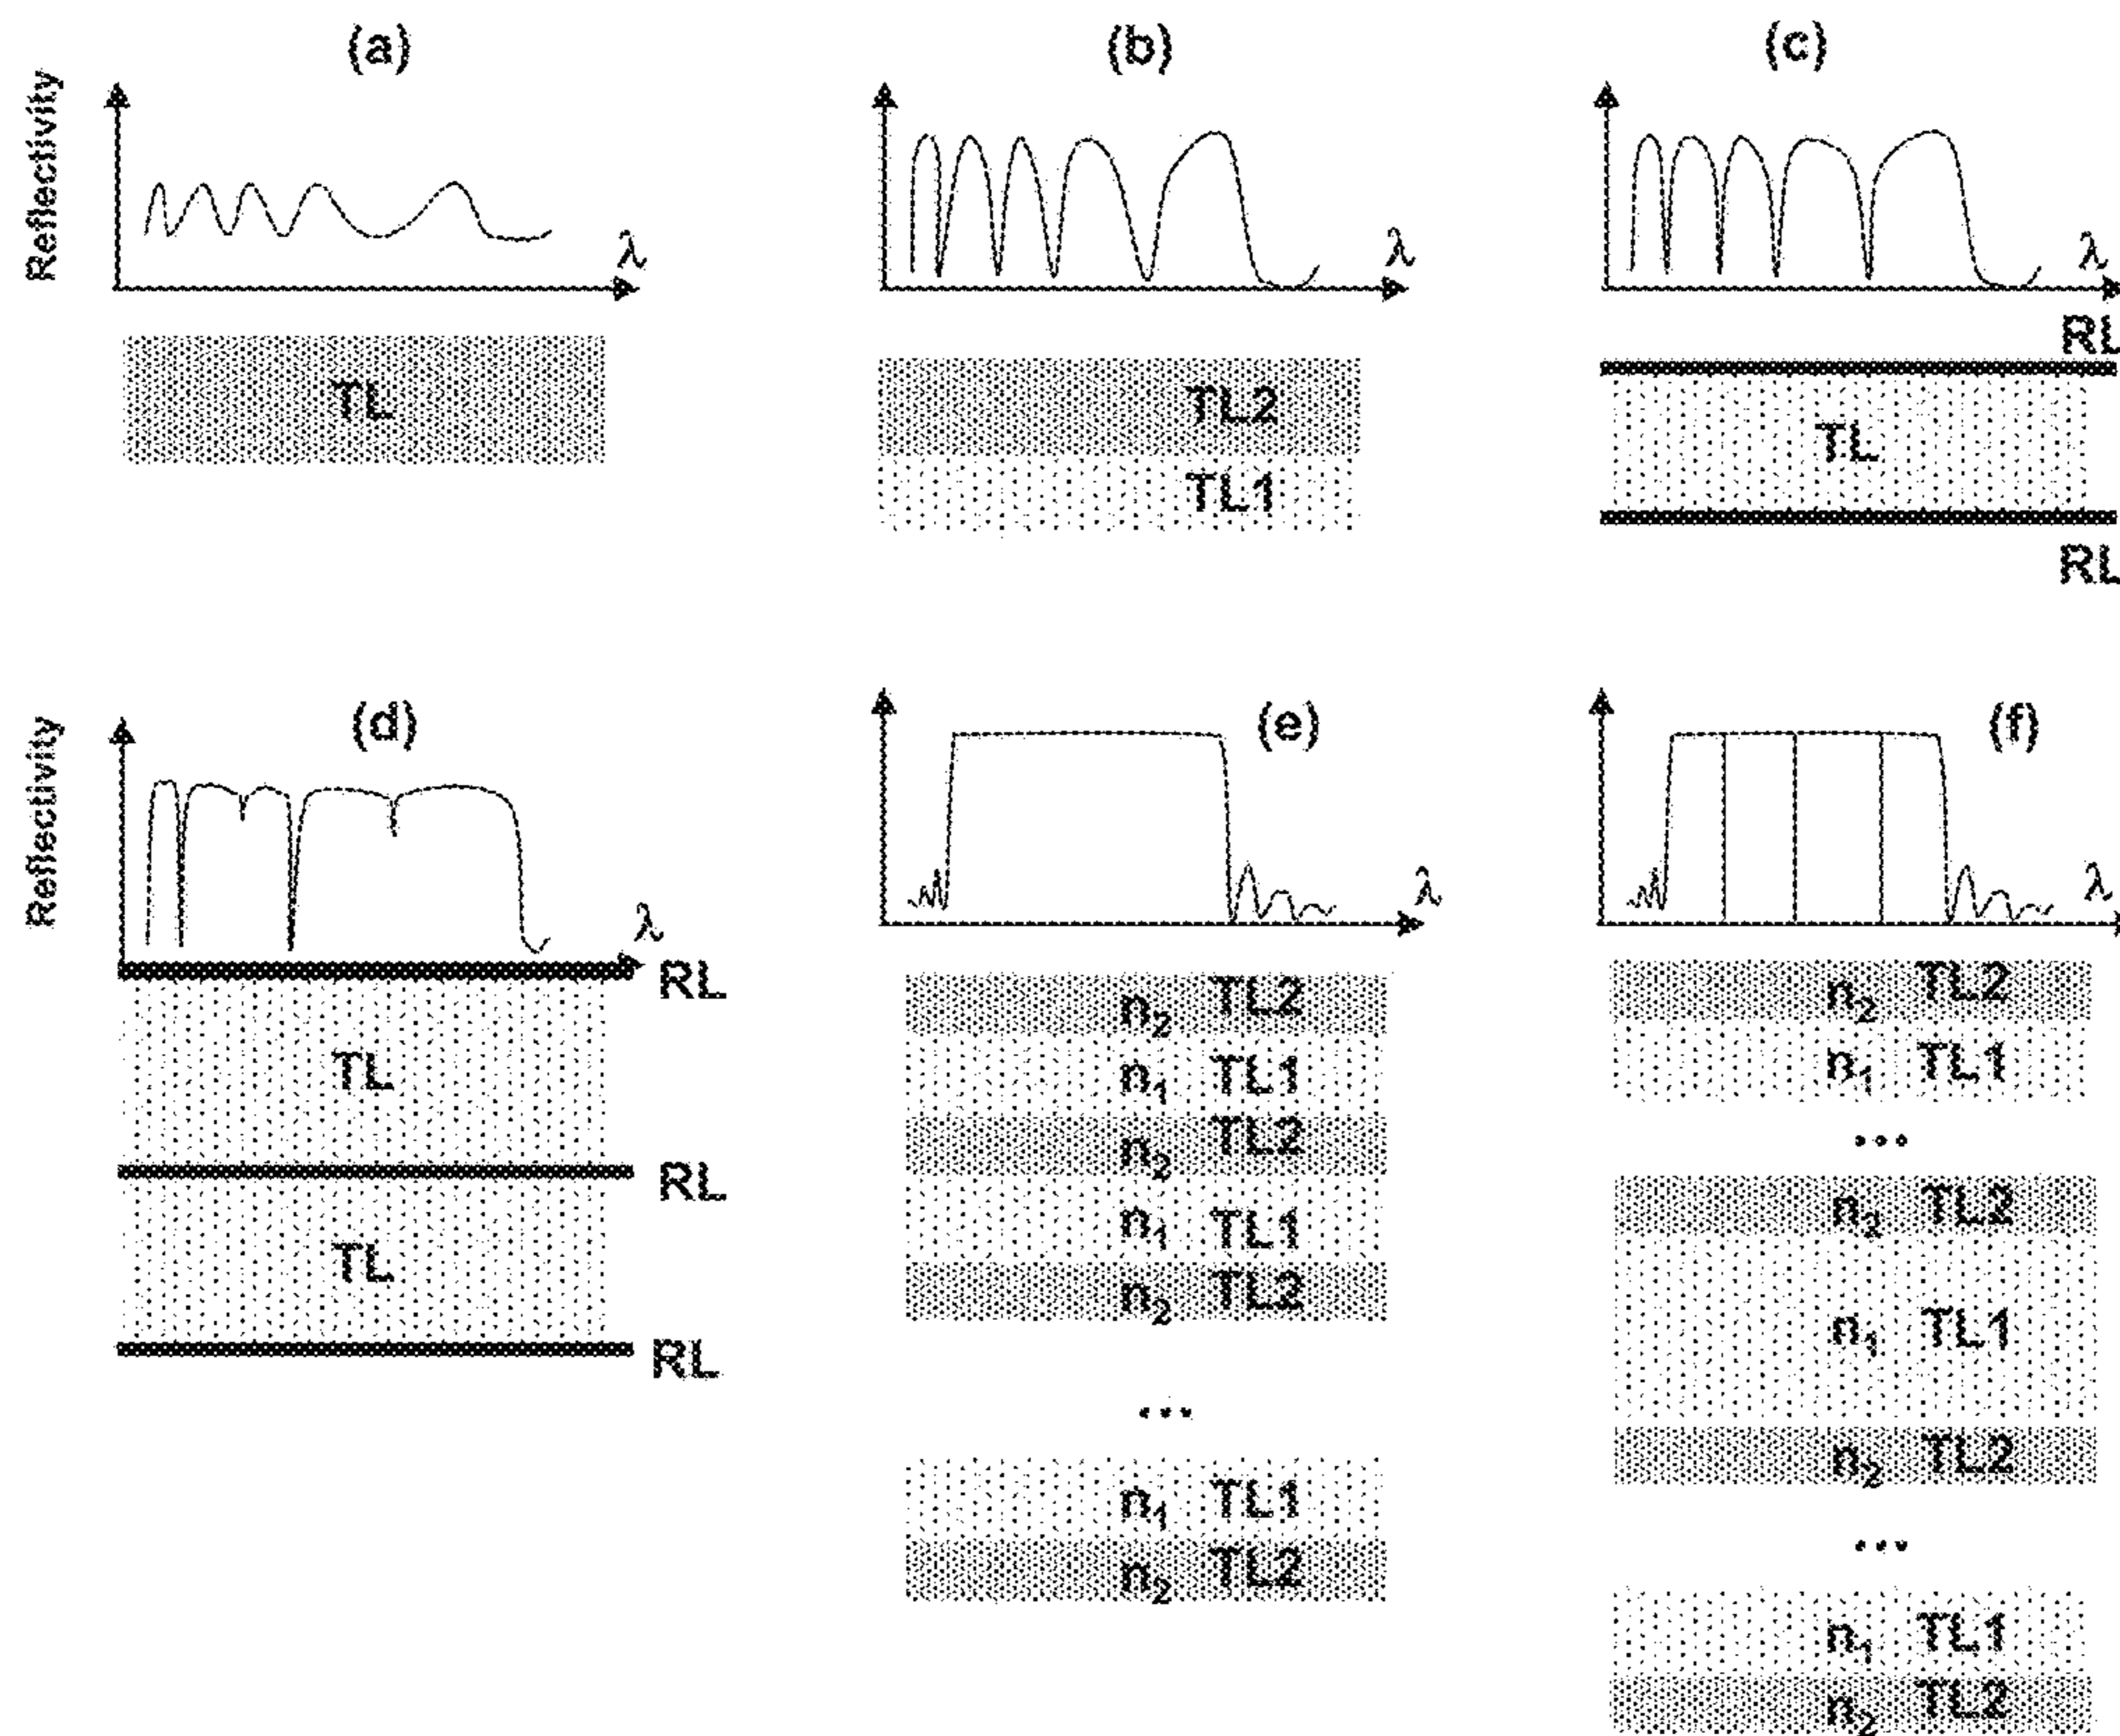 (a)
Reflectivity
λ
TL
(b)
λ
TL2
TL1
(c)
λ
RL
TL
RL
(d)
Reflectivity
λ
RL
TL
RL
TL
RL
(e)
λ
n₂ TL2
n₁ TL1
n₂ TL2
n₁ TL1
n₂ TL2
...
n₁ TL1
n₂ TL2
(f)
λ
n₂ TL2
n₁ TL1
...
n₂ TL2
n₁ TL1
n₂ TL2
...
n₁ TL1
n₂ TL2